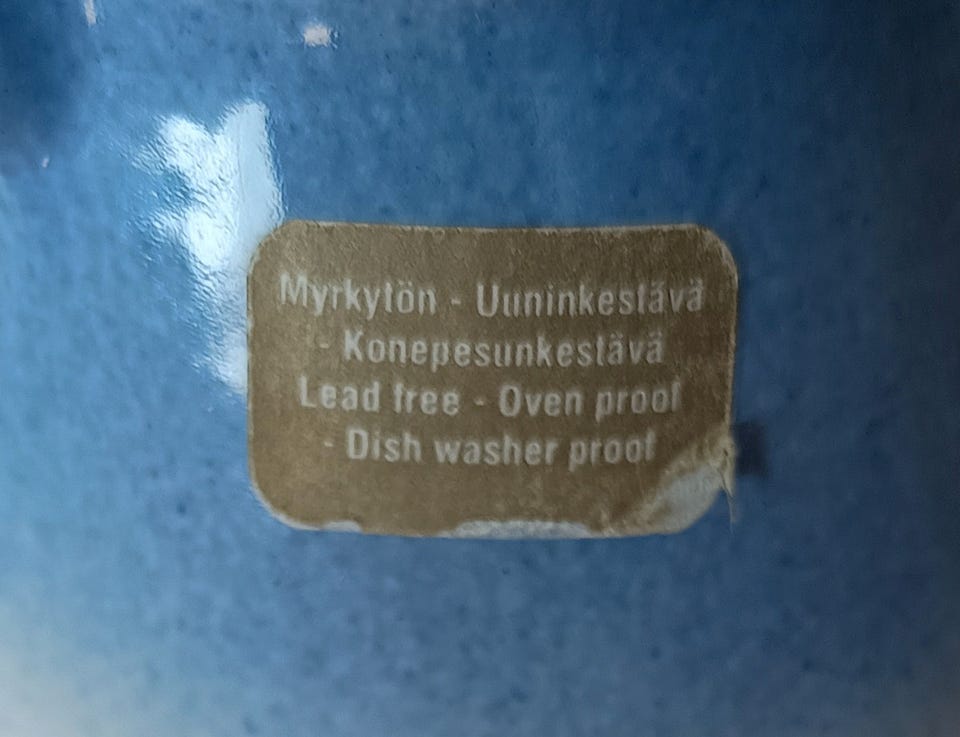 Myrkytön - Uuninkestävä
- Konepesunkestävä
Lead free - Oven proof
- Dish washer proof